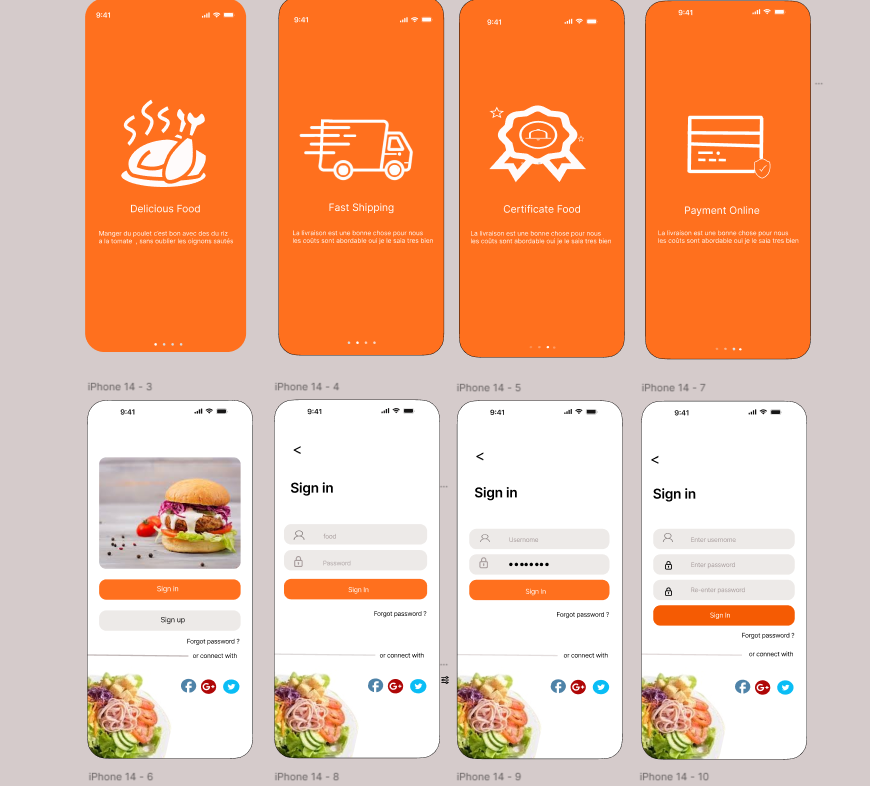 9:41
Delicious Food
Manger du poulet c'est bon avec des du riz
a la tomate , sans oublier les oignons sautés
9:41
Fast Shipping
La livraison est une bonne chose pour nous
les coûts sont abordable oui je le saia tres bien
9:41
Certificate Food
La livraison est une bonne chose pour nous
les coûts sont abordable oui je le saia tres bien
9:41
Payment Online
La livraison est une bonne chose pour nous
les coûts sont abordable oui je le saia tres bien
iPhone 14 - 3
iPhone 14 - 4
iPhone 14 - 5
iPhone 14 - 7
9:41
Sign in
Sign up
Forgot password ?
or connect with
9:41
<
Sign in
food
Password
Sign In
Forgot password ?
or connect with
9:41
<
Sign in
Username
Sign in
Forgot password ?
or connect with
9:41
<
Sign in
Enter username
Enter password
Re-enter password
Sign in
Forgot password ?
or connect with
iPhone 14 - 6
iPhone 14 - 8
iPhone 14 - 9
iPhone 14 - 10